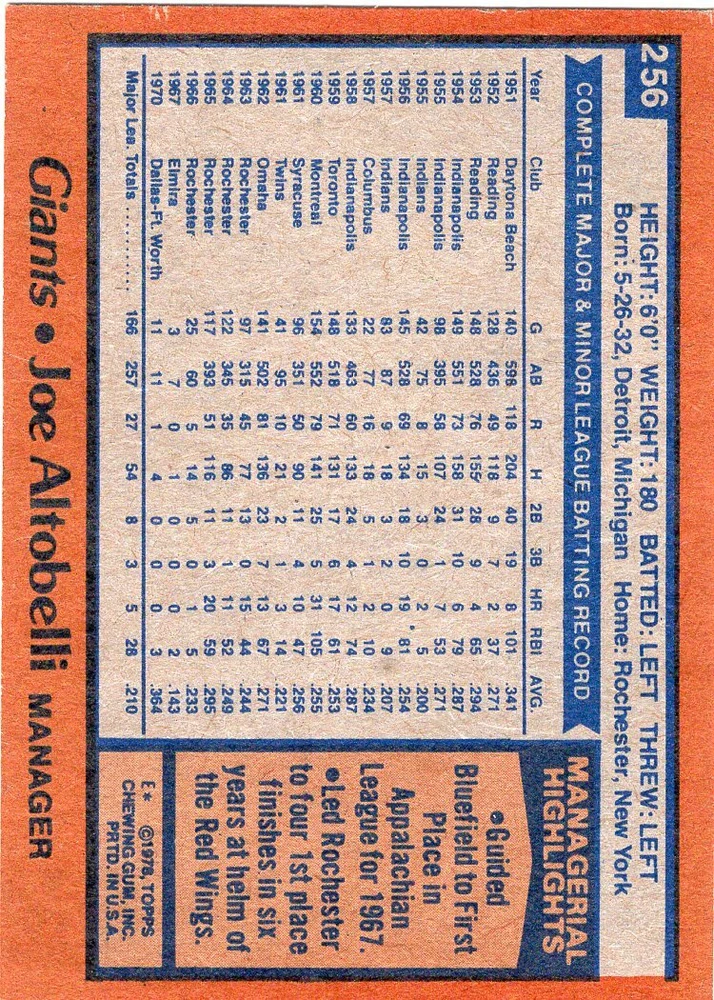 256
HEIGHT: 6'0" WEIGHT: 180 BATTED: LEFT THREW: LEFT
Born: 5-26-32, Detroit, Michigan Home: Rochester, New York
COMPLETE MAJOR & MINOR LEAGUE BATTING RECORD
Year Club G AB R H 2B 3B HR RBI AVG
1951 Daytona Beach 140 598 118 204 40 19 8 101 .341
1952 Reading 128 436 49 118 9 7 2 37 .271
1953 Reading 148 528 76 155 28 9 4 65 .294
1954 Indianapolis 149 551 73 158 31 10 6 79 .287
1955 Indianapolis 98 395 58 107 24 1 7 53 .271
1955 Indians 42 75 8 15 3 0 2 5 .200
1956 Indianapolis 145 528 69 134 18 10 19 81 .254
1957 Indians 83 87 9 18 3 2 0 9 .207
1957 Columbus 22 77 16 18 5 1 2 10 .234
1958 Indianapolis 133 463 60 133 24 4 12 74 .287
1959 Toronto 148 518 71 131 17 6 17 61 .253
1960 Montreal 154 552 79 141 25 5 31 105 .255
1961 Syracuse 96 351 50 90 11 4 10 47 .256
1961 Twins 41 95 10 21 2 1 3 14 .221
1962 Omaha 141 502 81 136 23 7 13 67 .271
1963 Rochester 97 315 45 77 13 0 15 44 .244
1964 Rochester 122 345 35 86 11 1 11 52 .249
1965 Rochester 117 393 51 116 11 3 20 59 .295
1966 Rochester 25 60 5 14 5 0 1 5 .233
1967 Elmira 3 7 0 1 0 0 0 2 .143
1970 Dallas-Ft. Worth 11 11 1 4 0 0 0 3 .364
Major Lea. Totals ............ 166 257 27 54 8 3 5 28 .210
MANAGERIAL
HIGHLIGHTS
•Guided
Bluefield to First
Place in
Appalachian
League for 1967.
•Led Rochester
to four 1st place
finishes in six
years at helm of
the Red Wings.
E* ©1978, TOPPS
CHEWING GUM, INC.
PRTD. IN U.S.A.
Giants • Joe Altobelli MANAGER